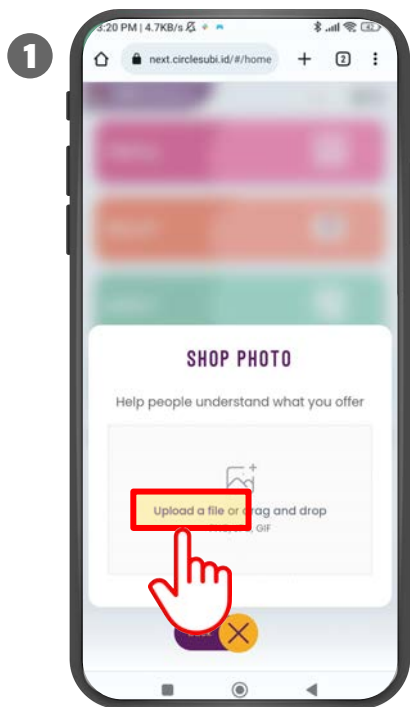 1
3:20 PM | 4.7KB/s
next.circlesubi.id/#/home
2
SHOP PHOTO
Help people understand what you offer
Upload a file or drag and drop
GIF